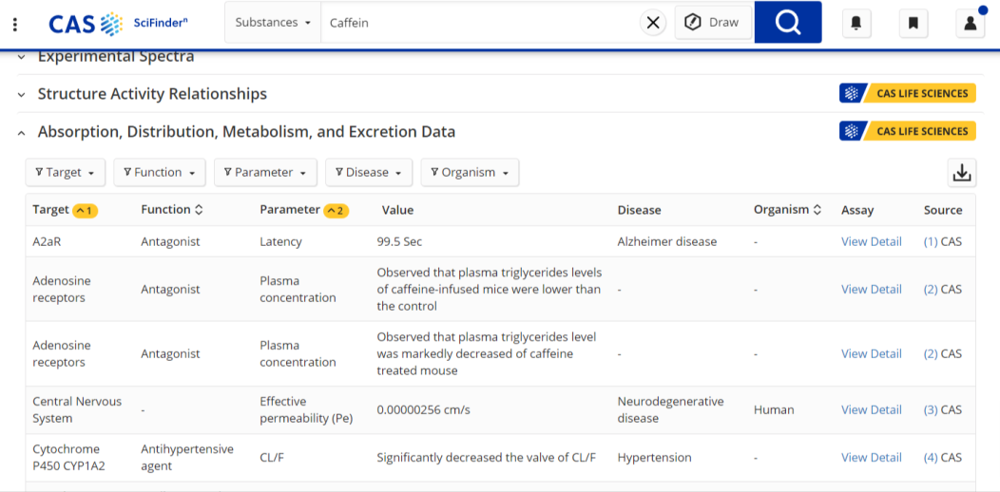 CAS SciFinderⁿ Substances Caffein Draw
Experimental Spectra
Structure Activity Relationships CAS LIFE SCIENCES
Absorption, Distribution, Metabolism, and Excretion Data CAS LIFE SCIENCES
Target Function Parameter Disease Organism
Target 1 Function Parameter 2 Value Disease Organism Assay Source
A2aR Antagonist Latency 99.5 Sec Alzheimer disease - View Detail (1) CAS
Adenosine receptors Antagonist Plasma concentration Observed that plasma triglycerides levels of caffeine-infused mice were lower than the control - - View Detail (2) CAS
Adenosine receptors Antagonist Plasma concentration Observed that plasma triglycerides level was markedly decreased of caffeine treated mouse - - View Detail (2) CAS
Central Nervous System - Effective permeability (Pe) 0.00000256 cm/s Neurodegenerative disease Human View Detail (3) CAS
Cytochrome P450 CYP1A2 Antihypertensive agent CL/F Significantly decreased the valve of CL/F Hypertension - View Detail (4) CAS